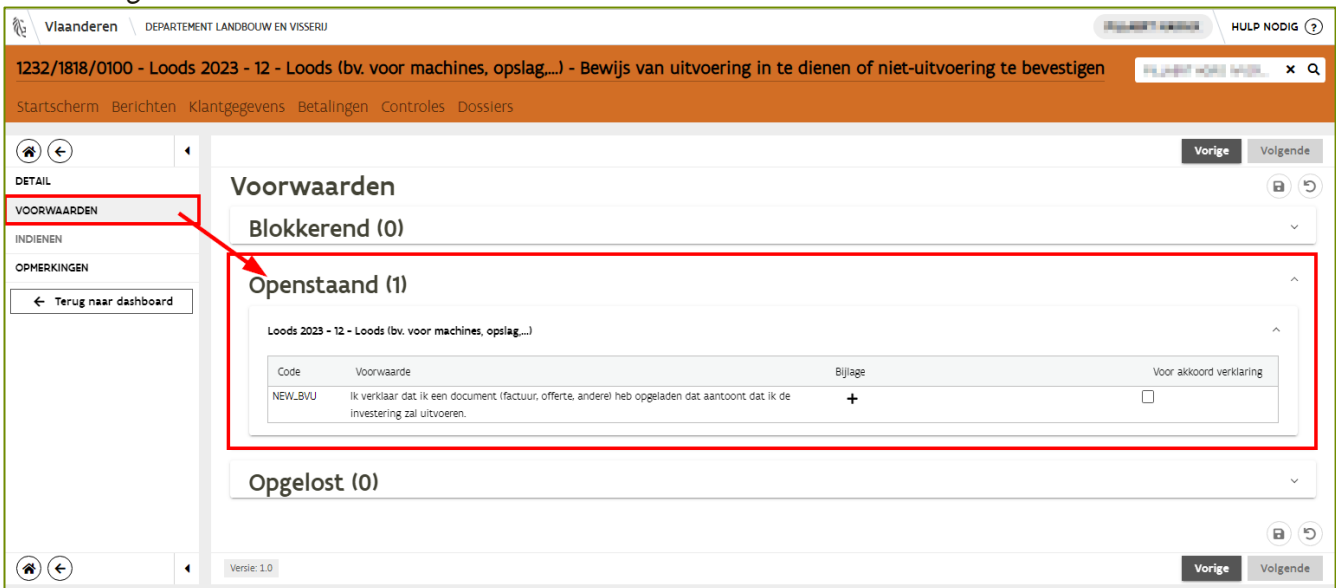 Vlaanderen DEPARTEMENT LANDBOUW EN VISSERIJ HULP NODIG ?
1232/1818/0100 - Loods 2023 - 12 - Loods (bv. voor machines, opslag,...) - Bewijs van uitvoering in te dienen of niet-uitvoering te bevestigen
Startscherm Berichten Klantgegevens Betalingen Controles Dossiers
Vorige Volgende
DETAIL
VOORWAARDEN
INDIENEN
OPMERKINGEN
Terug naar dashboard
Voorwaarden
Blokkerend (0)
Openstaand (1)
Loods 2023 - 12 - Loods (bv. voor machines, opslag,...)
Code Voorwaarde Bijlage Voor akkoord verklaring
NEW_BVU Ik verklaar dat ik een document (factuur, offerte, andere) heb opgeladen dat aantoont dat ik de
investering zal uitvoeren.
Opgelost (0)
Versie: 1.0 Vorige Volgende